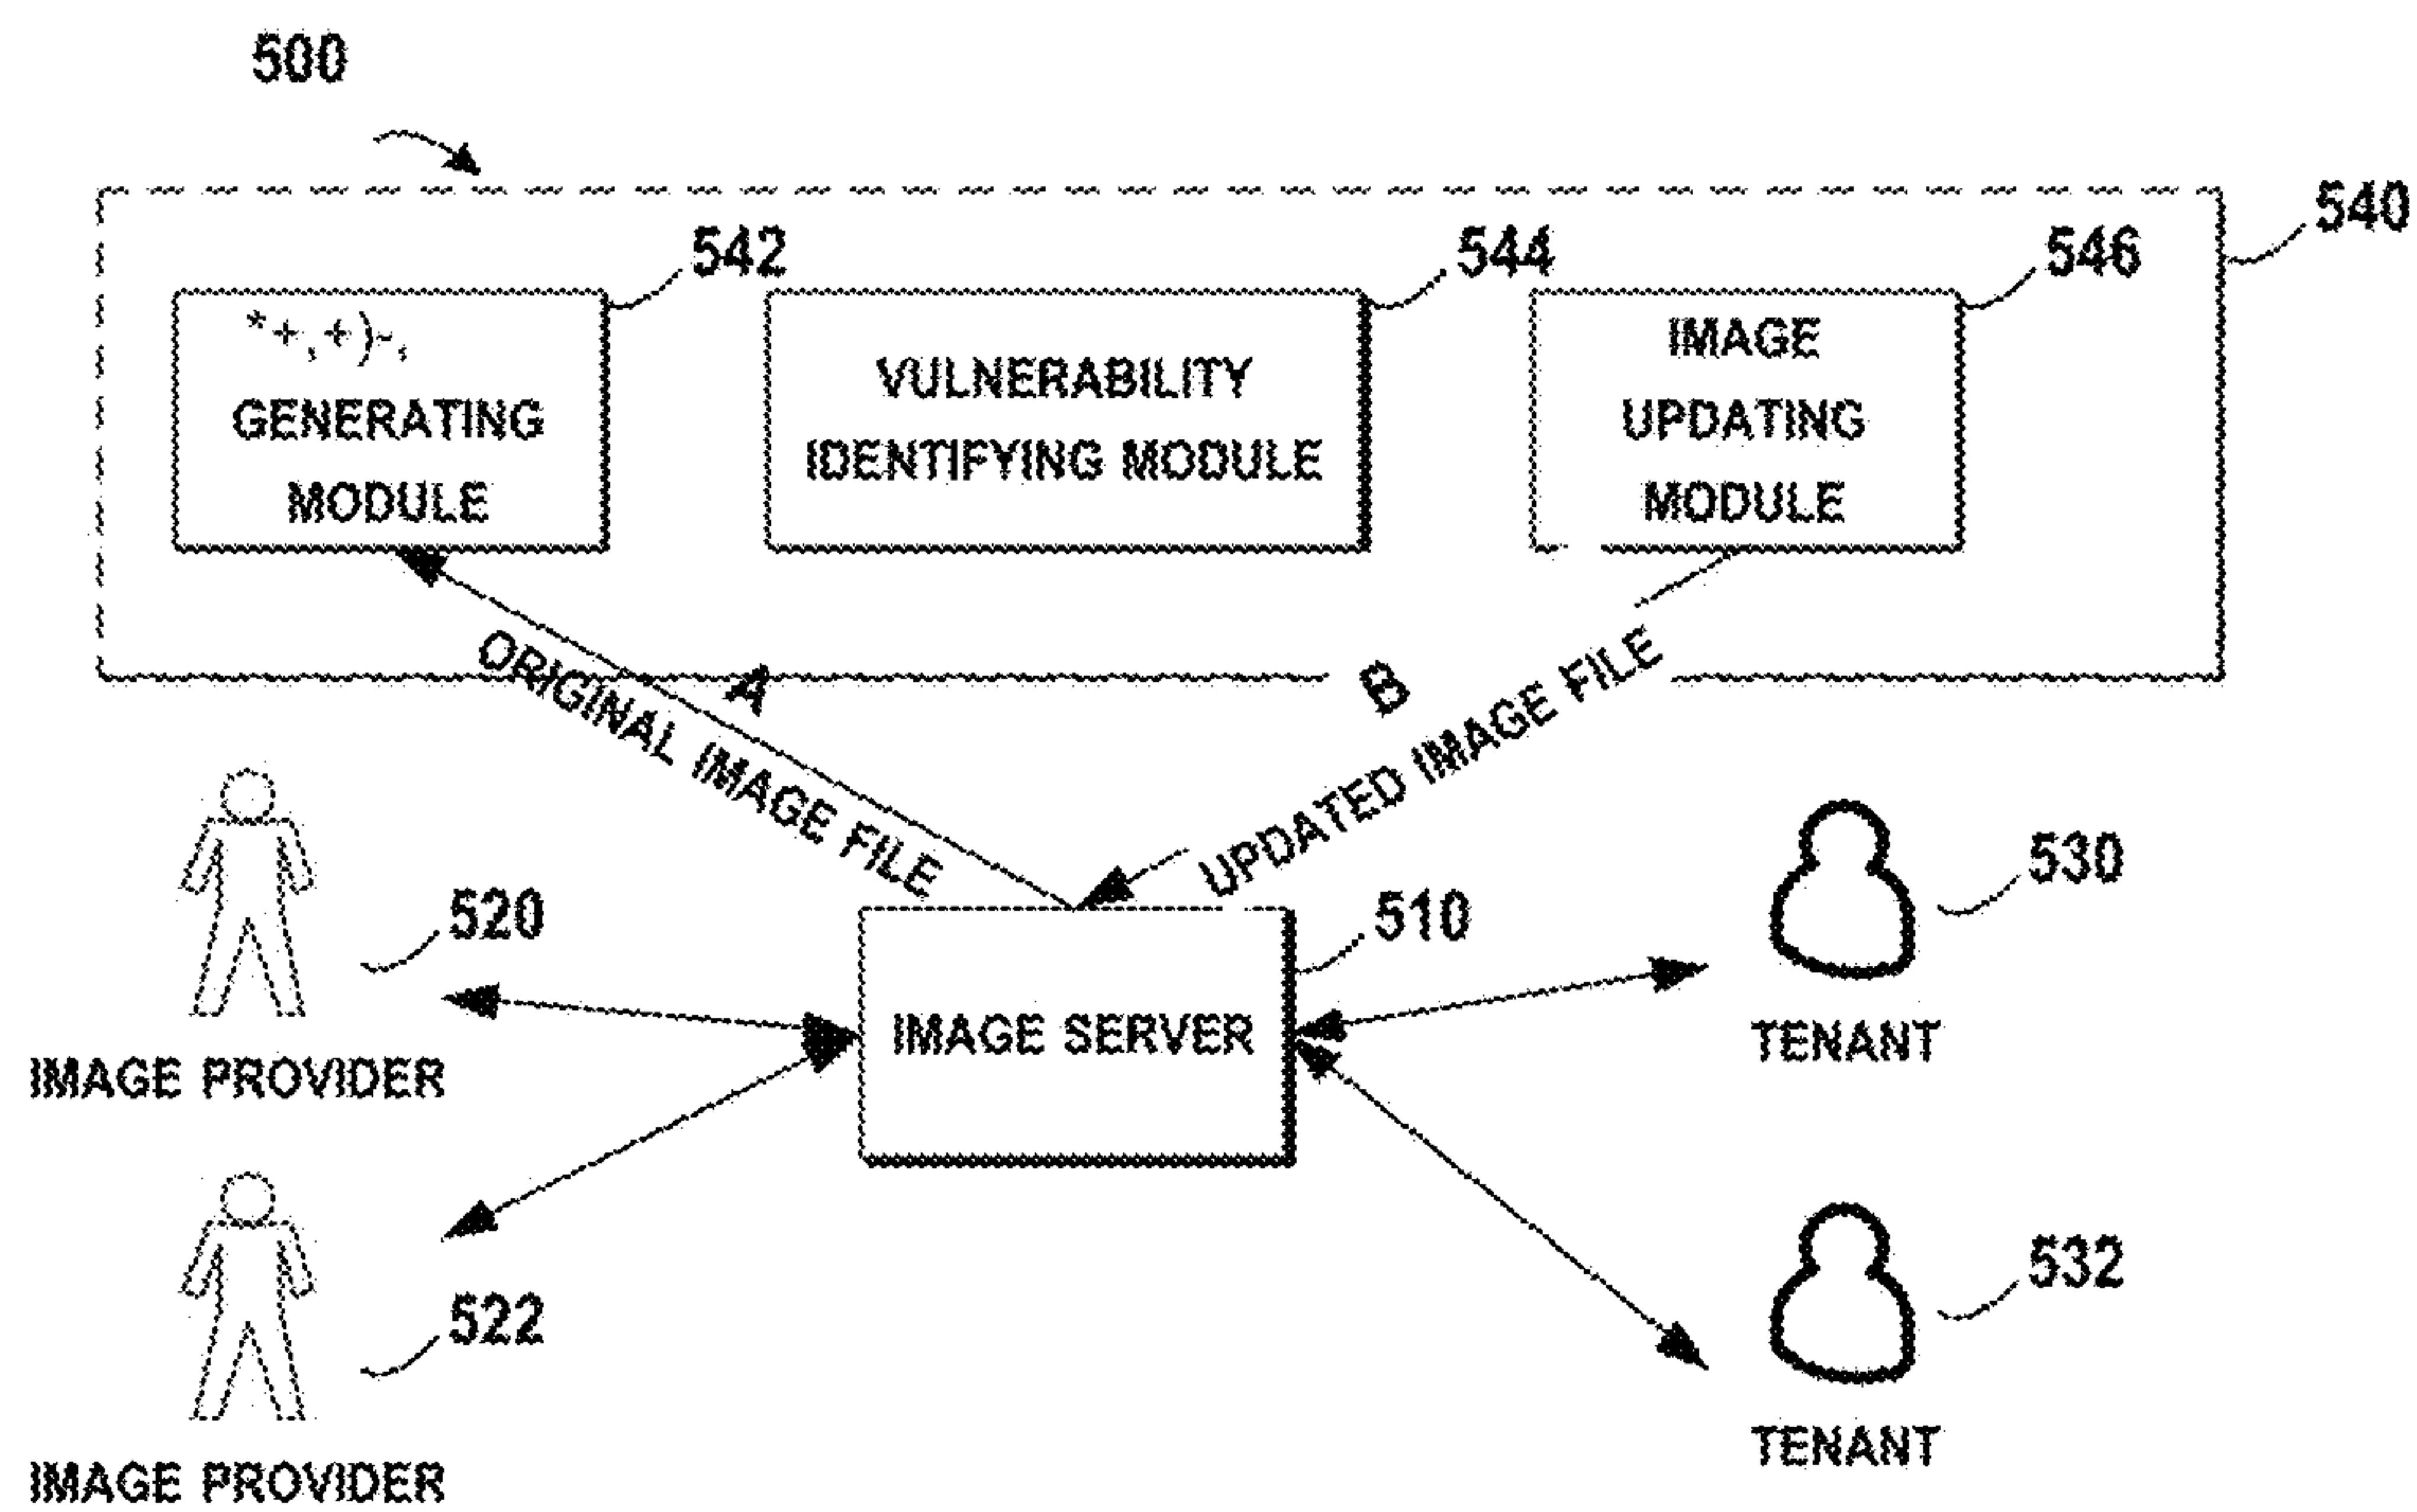 500
540
542
544
546
*+,+)-,
GENERATING
MODULE
VULNERABILITY
IDENTIFYING MODULE
IMAGE
UPDATING
MODULE
A
ORIGINAL IMAGE FILE
B
UPDATED IMAGE FILE
520
IMAGE PROVIDER
510
IMAGE SERVER
530
TENANT
522
IMAGE PROVIDER
532
TENANT